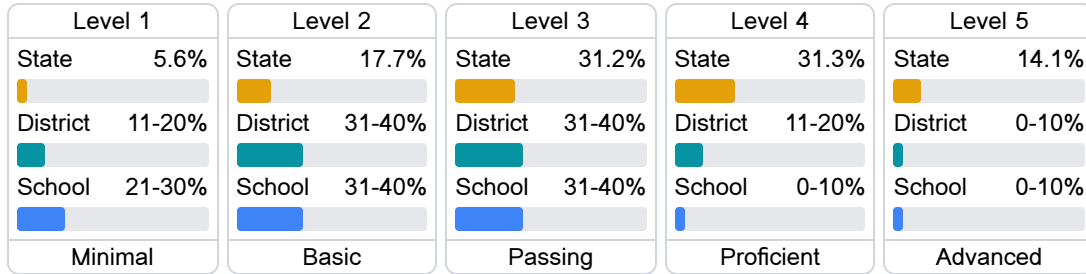 Level 1
State 5.6%
District 11-20%
School 21-30%
Minimal
Level 2
State 17.7%
District 31-40%
School 31-40%
Basic
Level 3
State 31.2%
District 31-40%
School 31-40%
Passing
Level 4
State 31.3%
District 11-20%
School 0-10%
Proficient
Level 5
State 14.1%
District 0-10%
School 0-10%
Advanced